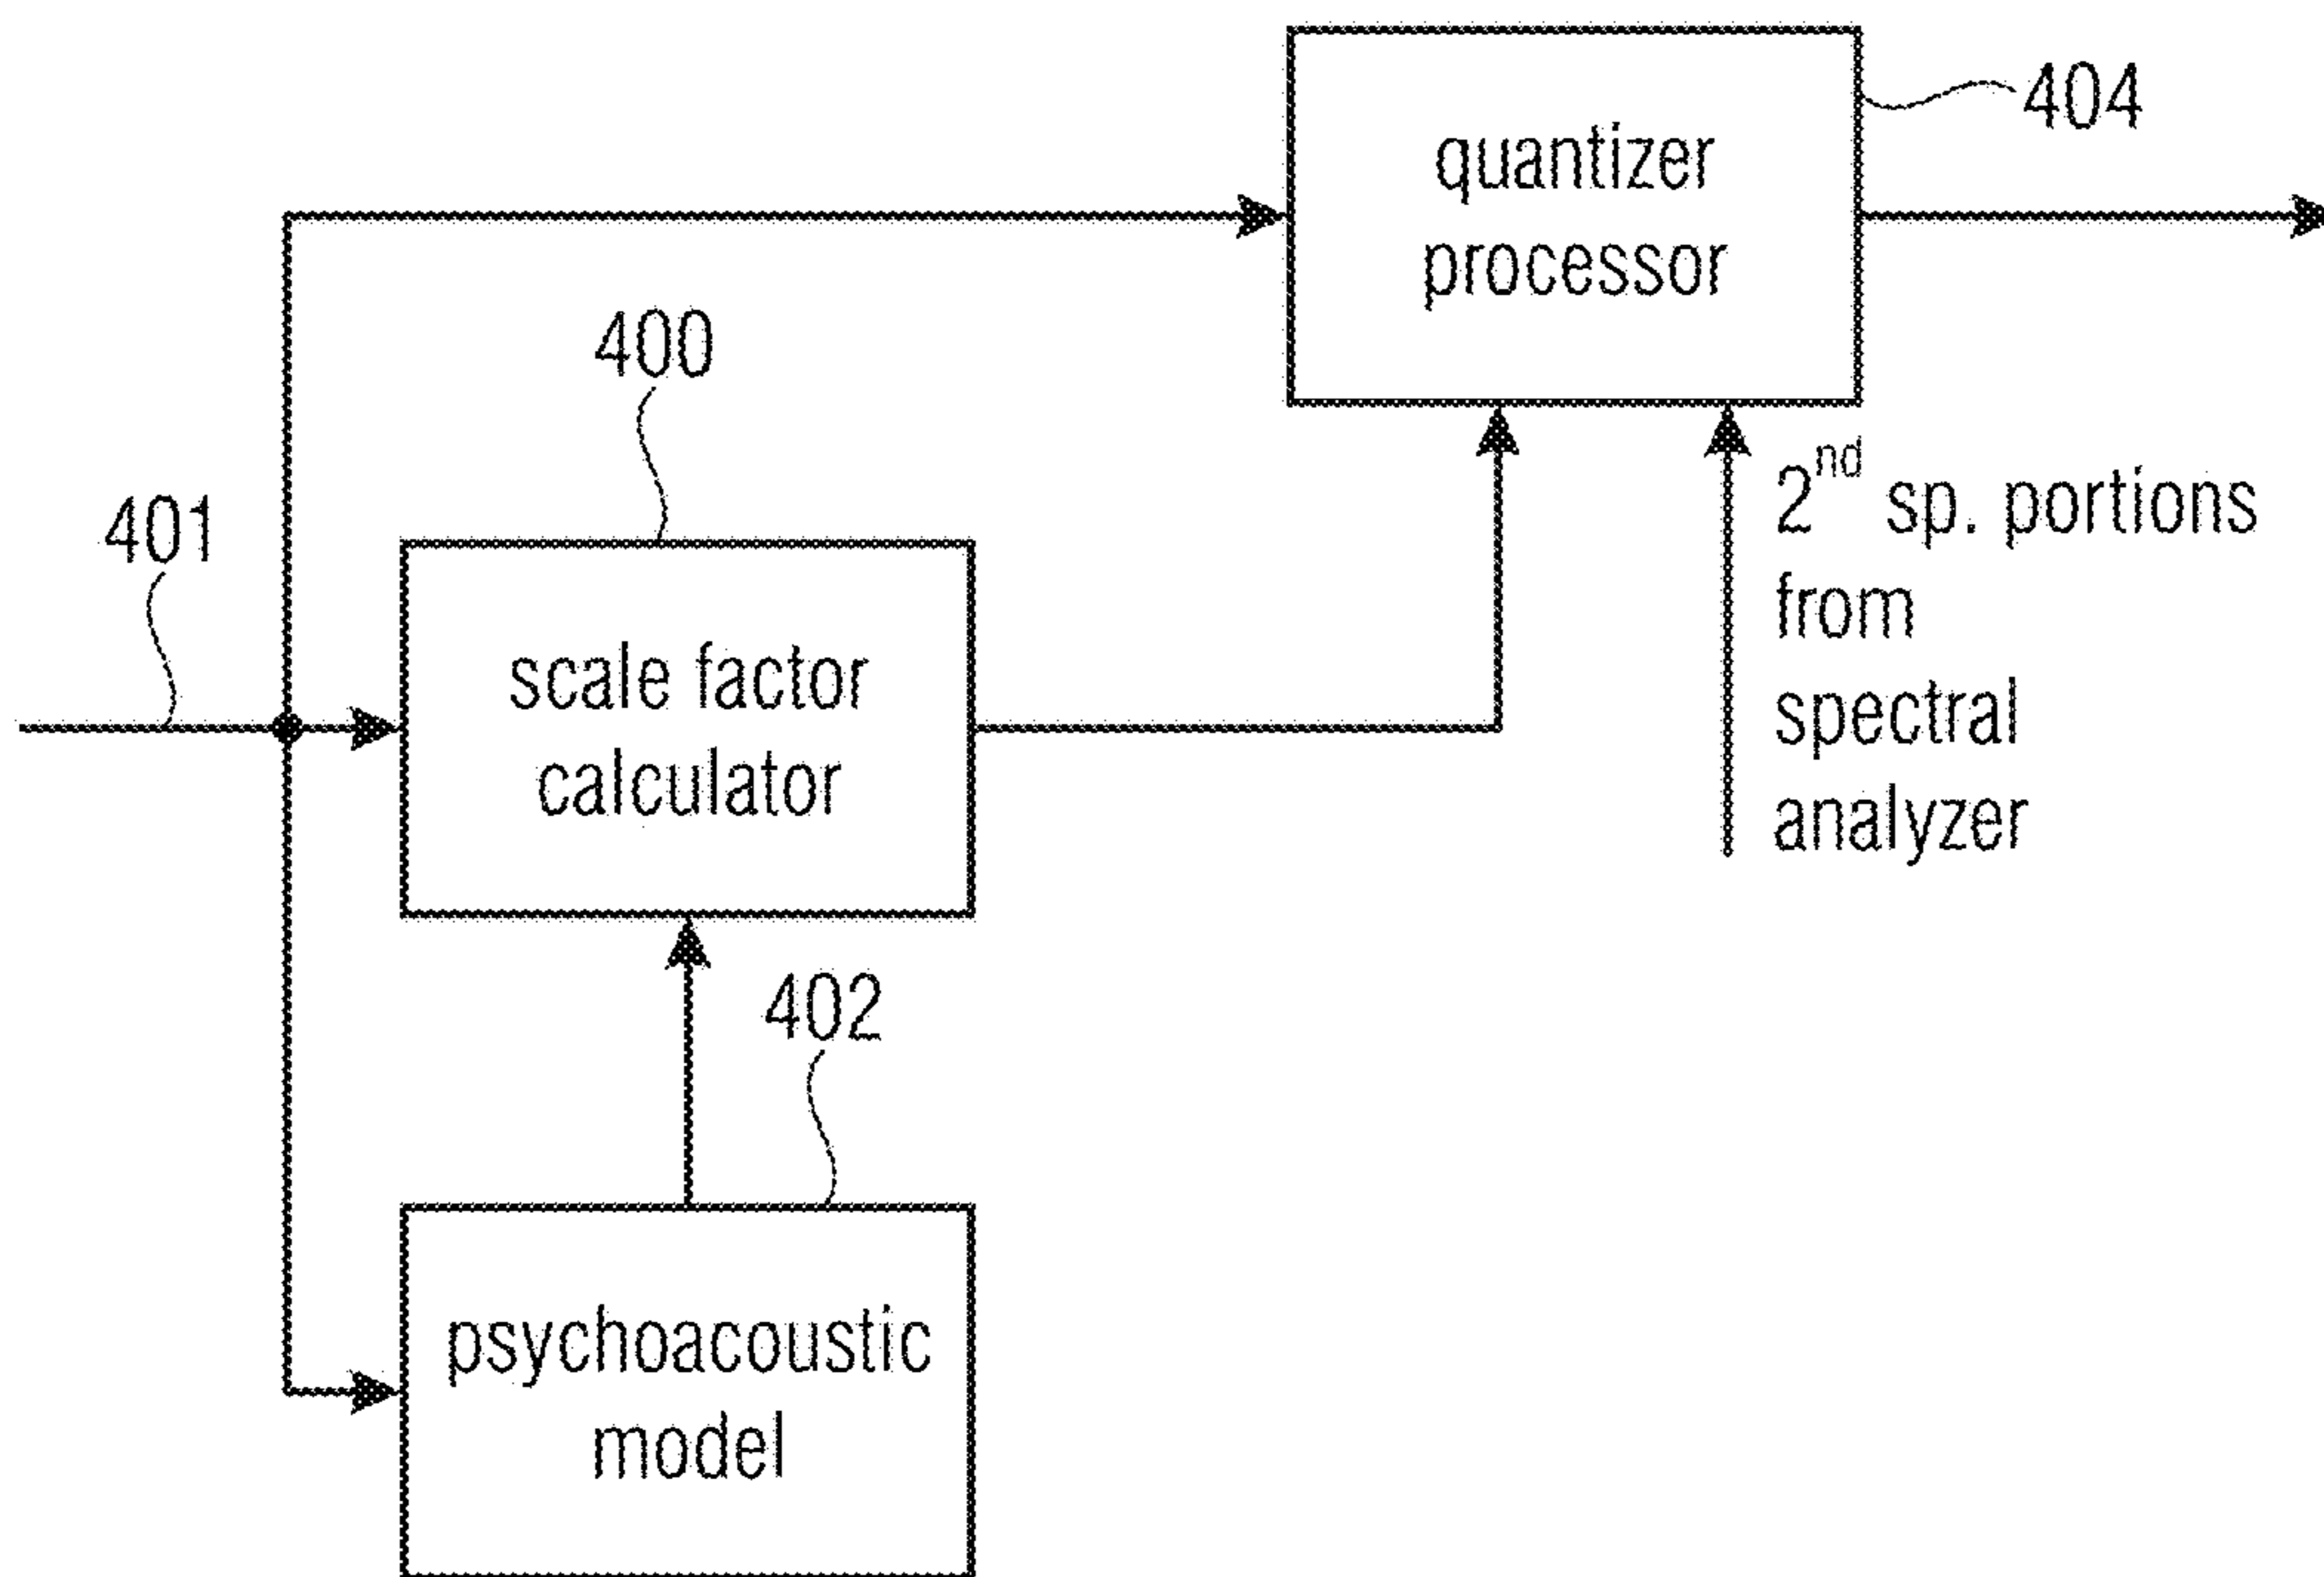 404
quantizer
processor
400
2nd sp. portions
from
spectral
analyzer
401
scale factor
calculator
402
psychoacoustic
model